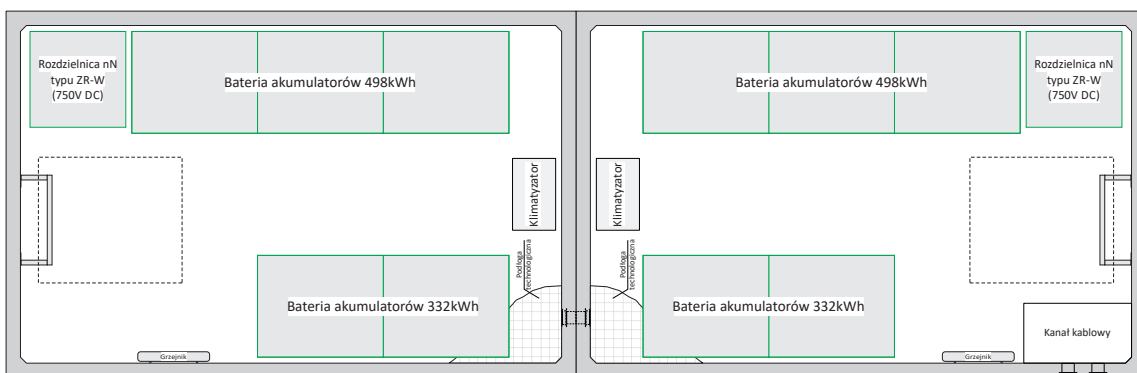 Rozdzielnica nN
typu ZR-W
(750V DC)
Bateria akumulatorów 498kWh
Bateria akumulatorów 498kWh
Rozdzielnica nN
typu ZR-W
(750V DC)
Klimatyzator
Klimatyzator
Podłoga
technologiczna
Podłoga
technologiczna
Bateria akumulatorów 332kWh
Bateria akumulatorów 332kWh
Kanał kablowy
Grzejnik
Grzejnik